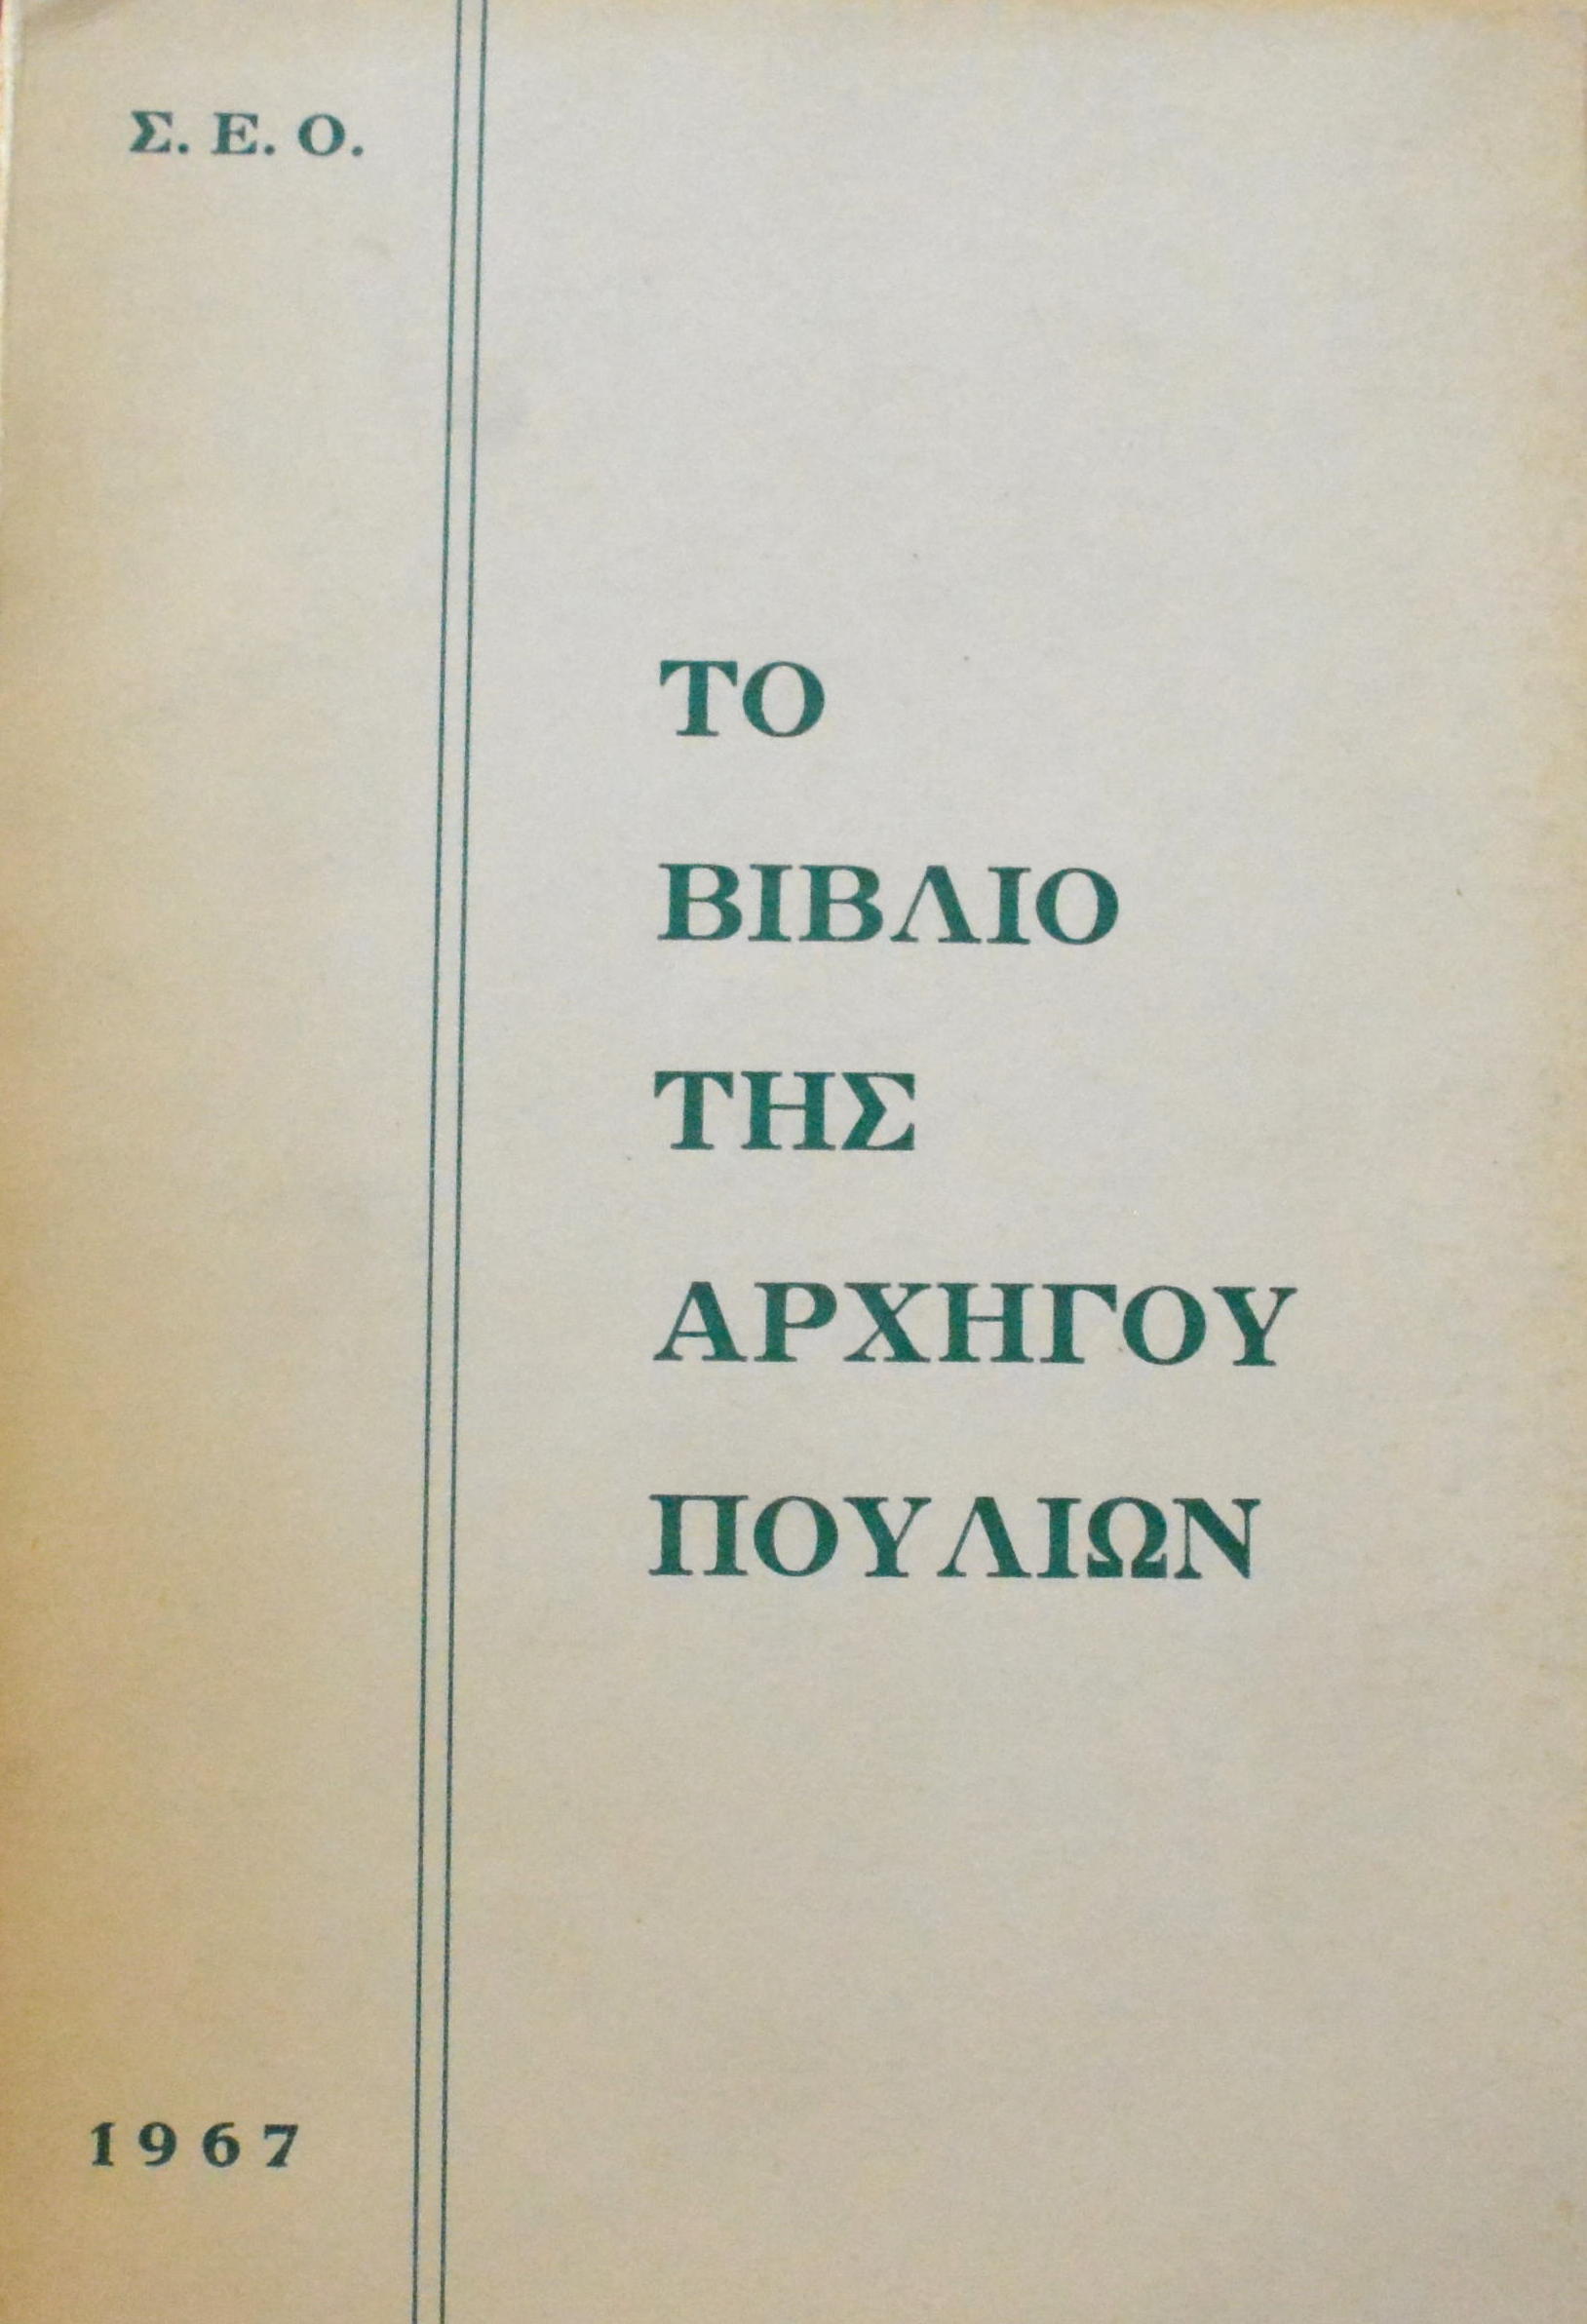 Σ. Ε. Ο.
ΤΟ
ΒΙΒΛΙΟ
ΤΗΣ
ΑΡΧΗΓΟΥ
ΠΟΥΛΙΩΝ
1967